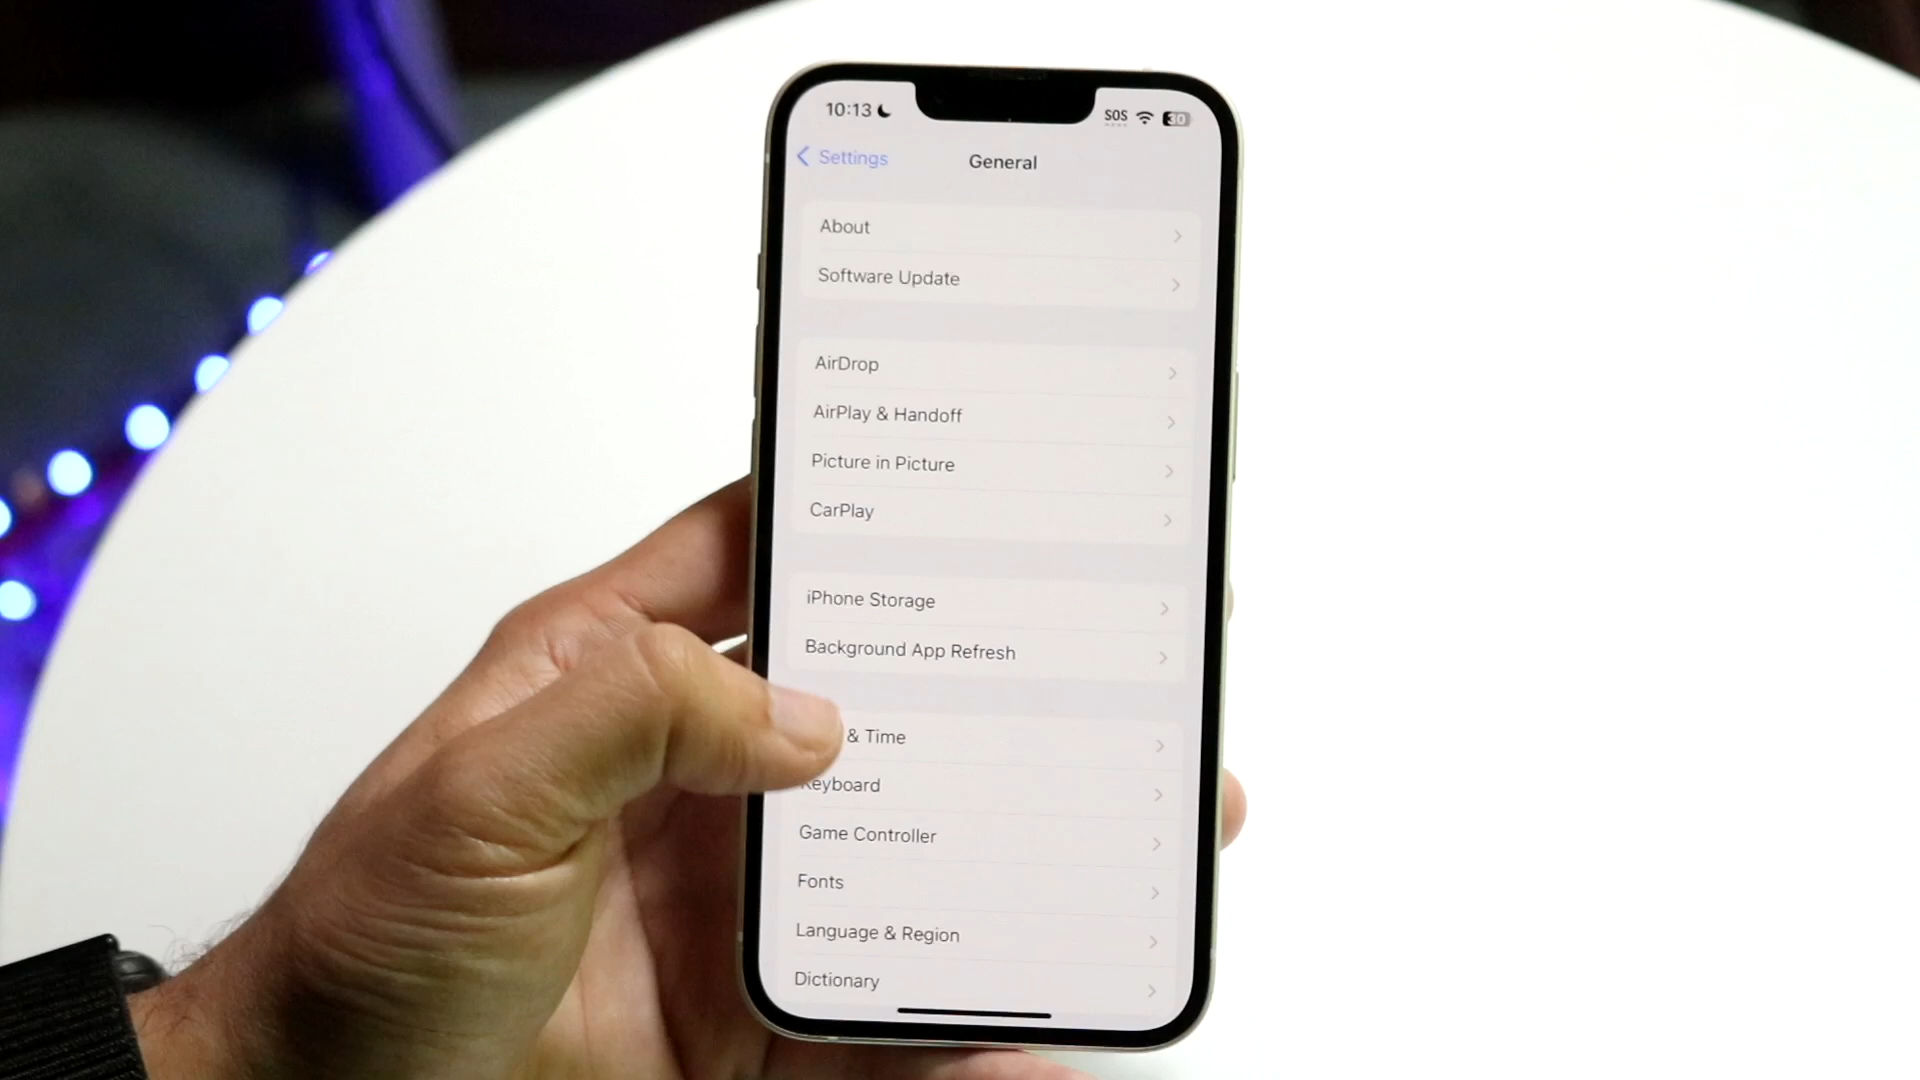 10:13 SOS 30
Settings General
About
Software Update
AirDrop
AirPlay & Handoff
Picture in Picture
CarPlay
iPhone Storage
Background App Refresh
& Time
Keyboard
Game Controller
Fonts
Language & Region
Dictionary